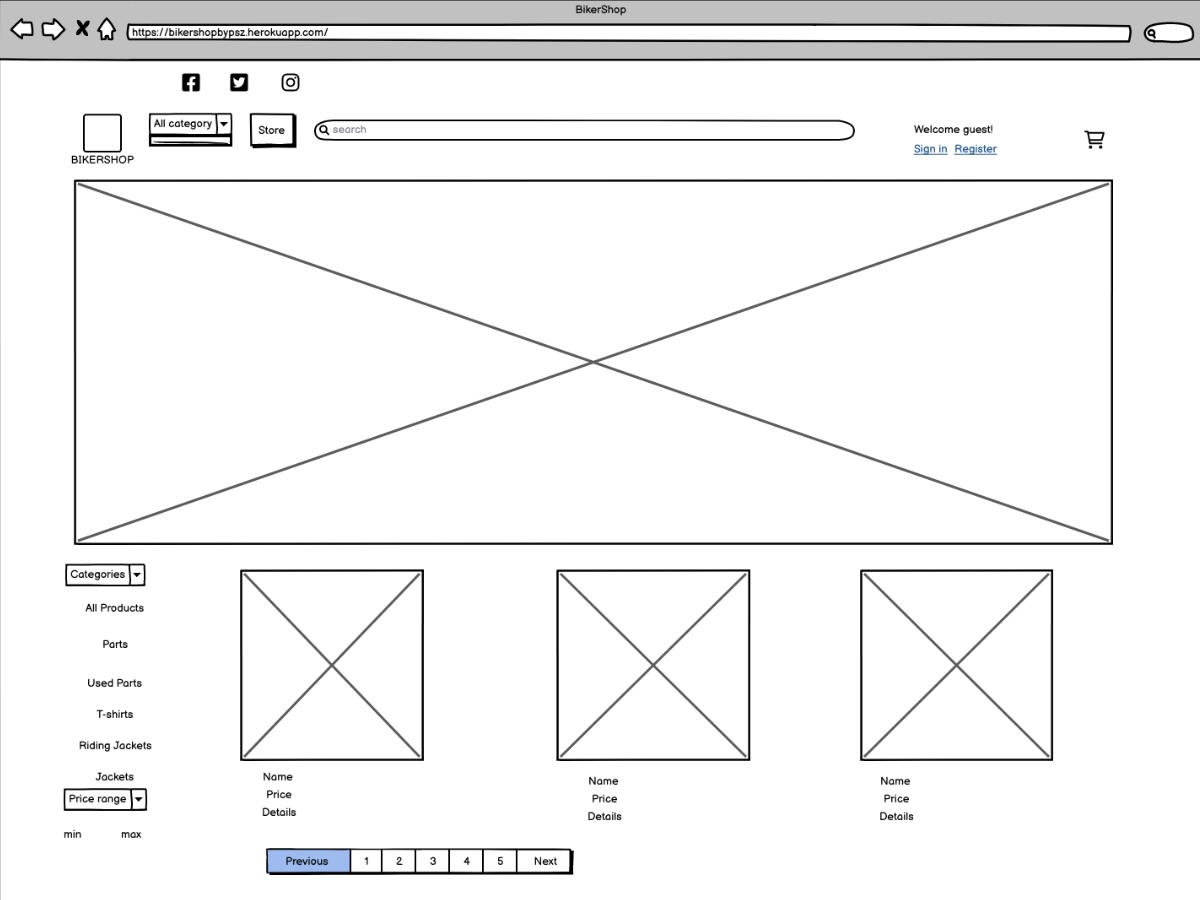 BikerShop
https://bikershopbypsz.herokuapp.com/
All category
Store
search
Welcome guest!
Sign in Register
BIKERSHOP
Categories
All Products
Parts
Used Parts
T-shirts
Riding Jackets
Jackets
Price range
min max
Name
Price
Details
Name
Price
Details
Name
Price
Details
Previous 1 2 3 4 5 Next